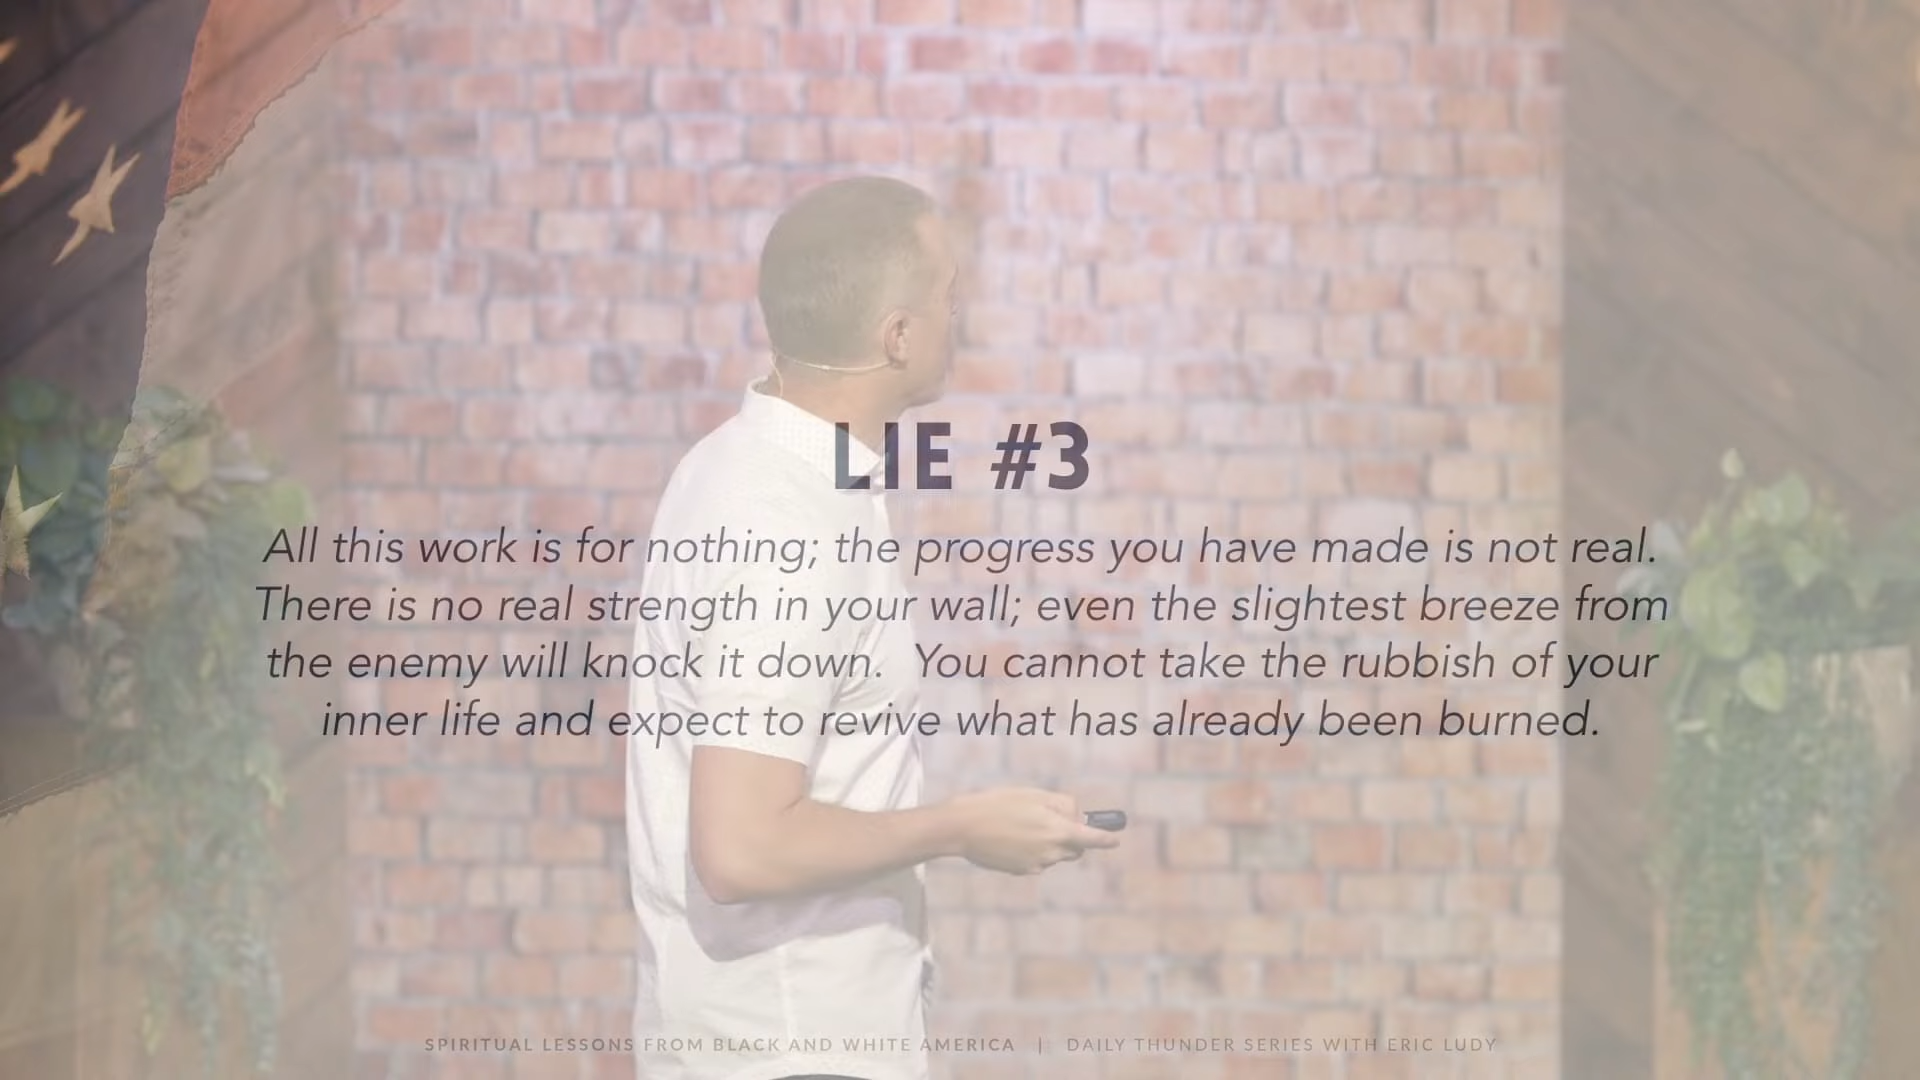 LIE #3
All this work is for nothing; the progress you have made is not real.
There is no real strength in your wall; even the slightest breeze from
the enemy will knock it down. You cannot take the rubbish of your
inner life and expect to revive what has already been burned.
SPIRITUAL LESSONS FROM BLACK AND WHITE AMERICA | DAILY THUNDER SERIES WITH ERIC LUDY